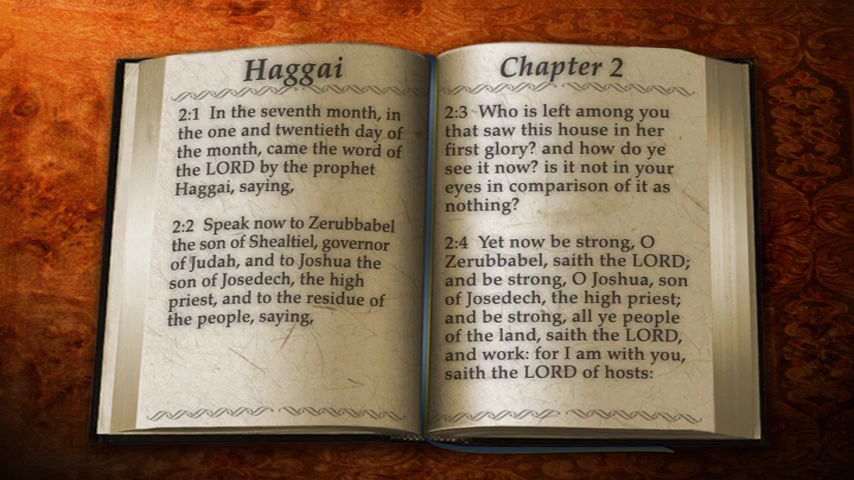 Haggai
2:1 In the seventh month, in
the one and twentieth day of
the month, came the word of
the LORD by the prophet
Haggai, saying,
2:2 Speak now to Zerubbabel
the son of Shealtiel, governor
of Judah, and to Joshua the
son of Josedech, the high
priest, and to the residue of
the people, saying,
Chapter 2
2:3 Who is left among you
that saw this house in her
first glory? and how do ye
see it now? is it not in your
eyes in comparison of it as
nothing?
2:4 Yet now be strong, O
Zerubbabel, saith the LORD;
and be strong, O Joshua, son
of Josedech, the high priest;
and be strong, all ye people
of the land, saith the LORD,
and work: for I am with you,
saith the LORD of hosts: